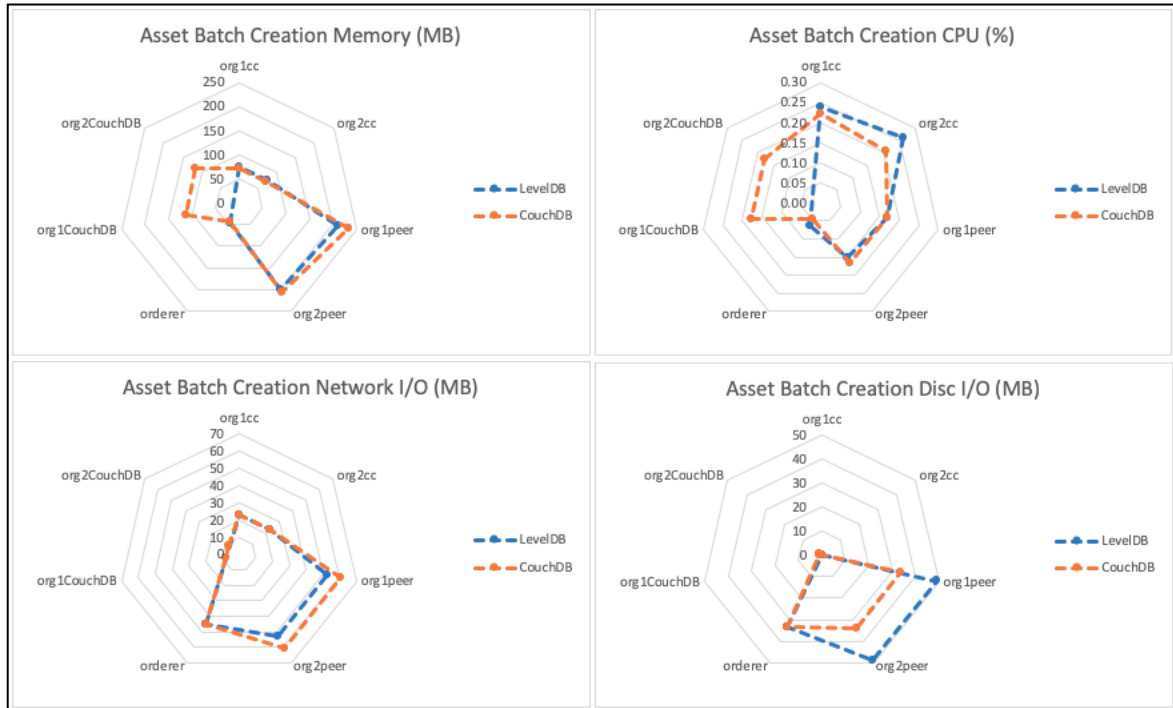 Asset Batch Creation Memory (MB)
org1cc
250
200
150
100
50
0
org2CouchDB
org2cc
org1CouchDB
org1peer
orderer
org2peer
LevelDB
CouchDB
Asset Batch Creation CPU (%)
org1cc
0.30
0.25
0.20
0.15
0.10
0.05
0.00
org2CouchDB
org2cc
org1CouchDB
org1peer
orderer
org2peer
LevelDB
CouchDB
Asset Batch Creation Network I/O (MB)
org1cc
70
60
50
40
30
20
10
0
org2CouchDB
org2cc
org1CouchDB
org1peer
orderer
org2peer
LevelDB
CouchDB
Asset Batch Creation Disc I/O (MB)
org1cc
50
40
30
20
10
0
org2CouchDB
org2cc
org1CouchDB
org1peer
orderer
org2peer
LevelDB
CouchDB